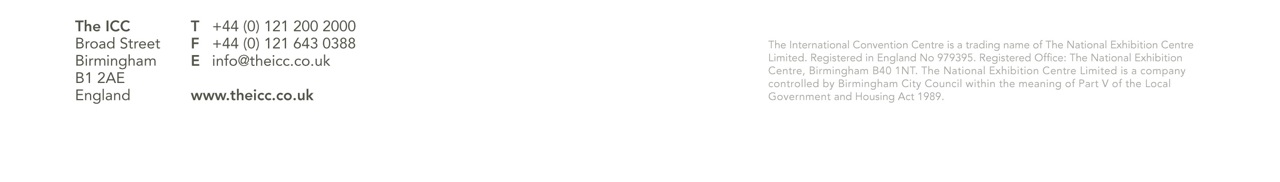 The ICC
Broad Street
Birmingham
B1 2AE
England
T +44 (0) 121 200 2000
F +44 (0) 121 643 0388
E info@theicc.co.uk
www.theicc.co.uk
The International Convention Centre is a trading name of The National Exhibition Centre
Limited. Registered in England No 979395. Registered Office: The National Exhibition
Centre, Birmingham B40 1NT. The National Exhibition Centre Limited is a company
controlled by Birmingham City Council within the meaning of Part V of the Local
Government and Housing Act 1989.